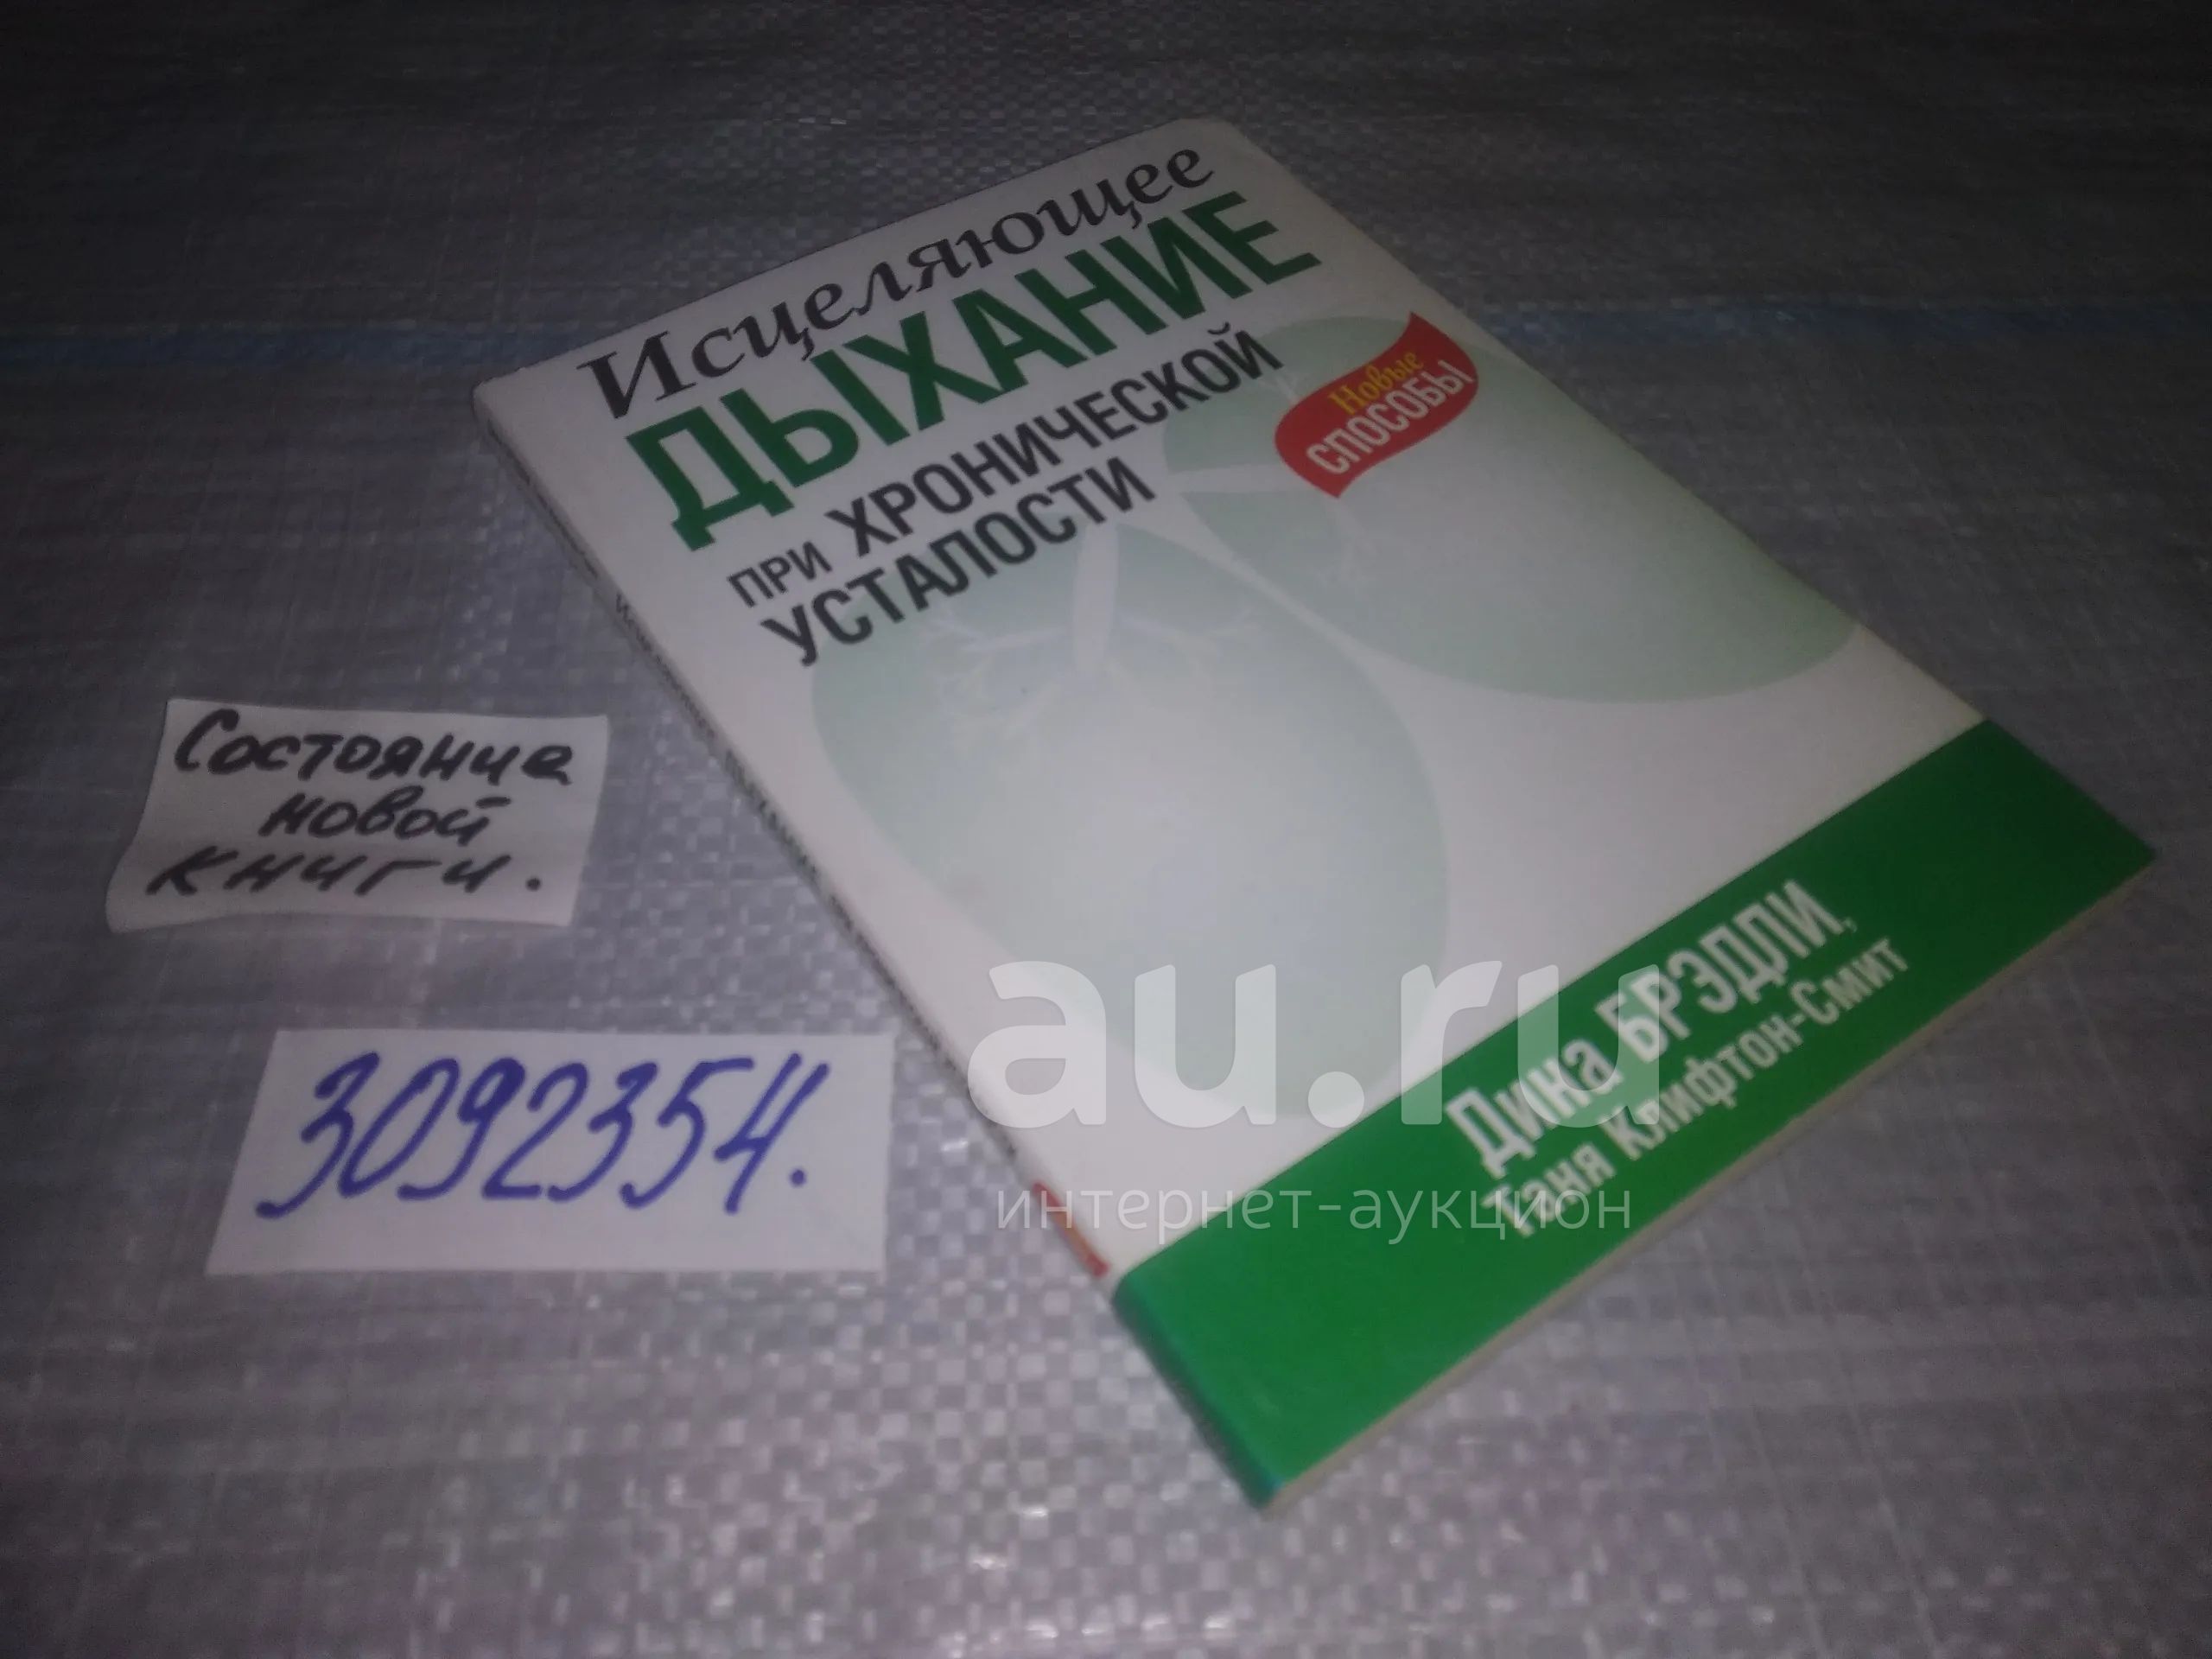 Исцеляющее
ДЫХАНИЕ
ПРИ ХРОНИЧЕСКОЙ
УСТАЛОСТИ
Новые
СПОСОБЫ
Дина БРЭДЛИ,
Таня Клифтон-Смит
Состояние
новой
книги.
3092354.
au.ru
интернет-аукцион